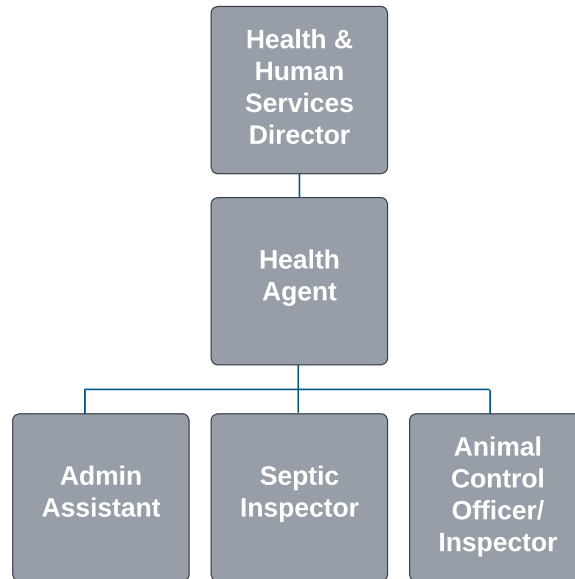 Health &
Human
Services
Director
Health
Agent
Admin
Assistant
Septic
Inspector
Animal
Control
Officer/
Inspector